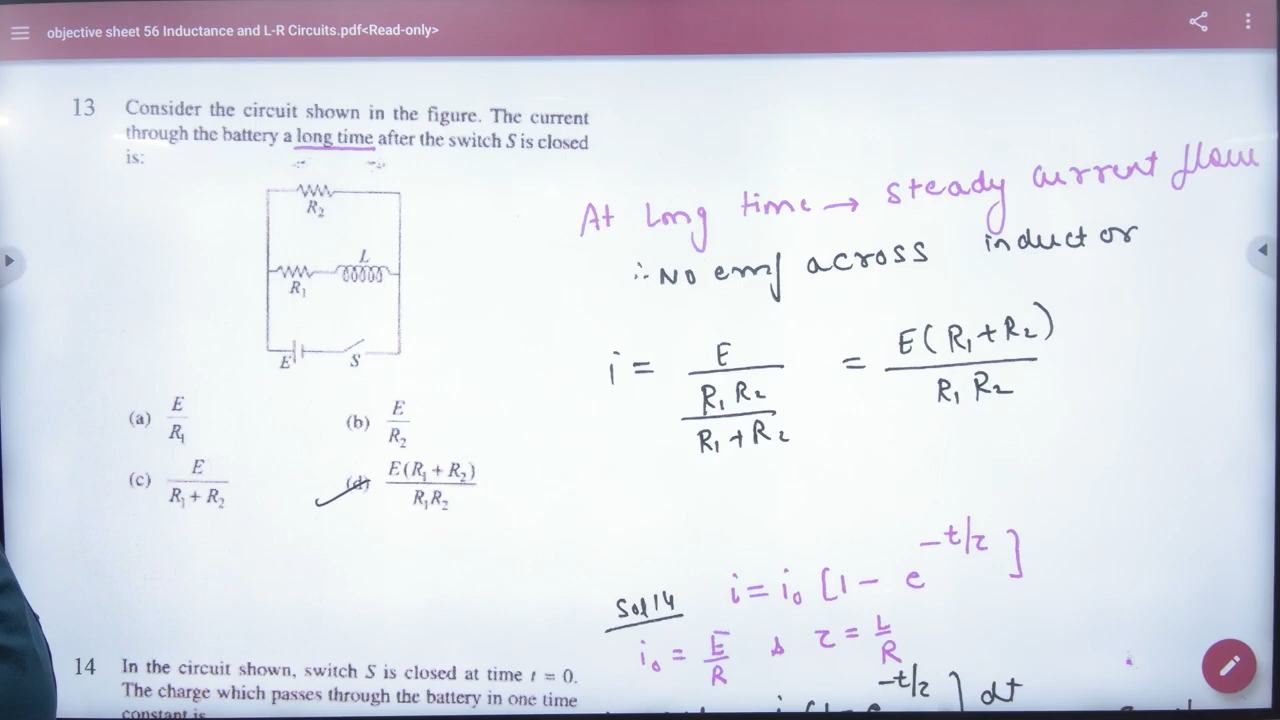 objective sheet 56 Inductance and L-R Circuits.pdf<Read-only>
13 Consider the circuit shown in the figure. The current
through the battery a long time after the switch S is closed
is:
R₂
L
R₁
E
S
(a) E/R₁
(b) E/R₂
(c) E/(R₁ + R₂)
(d) E(R₁ + R₂)/R₁R₂
At long time → steady current flow
∴ No emf across inductor
i = E/(R₁R₂/(R₁+R₂)) = E(R₁+R₂)/R₁R₂
Sol 14 i = i₀ [1 - e^(-t/τ)]
i₀ = E/R & τ = L/R
14 In the circuit shown, switch S is closed at time t = 0.
The charge which passes through the battery in one time
constant is
-t/τ ] dt